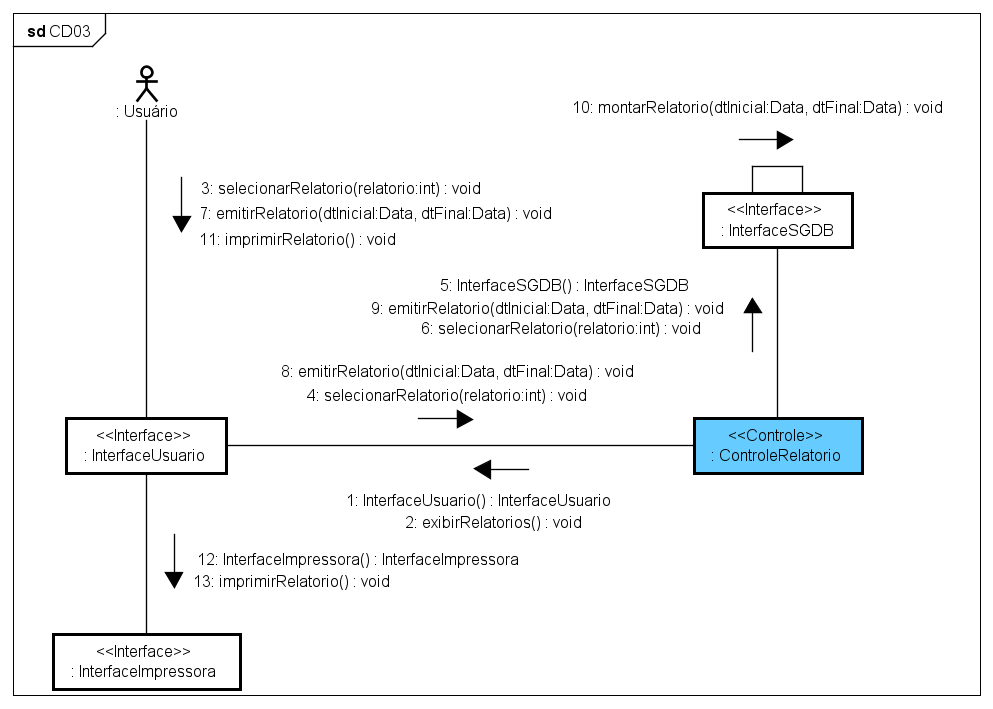 sd CD03
: Usuário
10: montarRelatorio(dtInicial:Data, dtFinal:Data) : void
3: selecionarRelatorio(relatorio:int) : void
7: emitirRelatorio(dtInicial:Data, dtFinal:Data) : void
11: imprimirRelatorio() : void
<<Interface>>
: InterfaceSGDB
5: InterfaceSGDB() : InterfaceSGDB
9: emitirRelatorio(dtInicial:Data, dtFinal:Data) : void
6: selecionarRelatorio(relatorio:int) : void
8: emitirRelatorio(dtInicial:Data, dtFinal:Data) : void
4: selecionarRelatorio(relatorio:int) : void
<<Interface>>
: InterfaceUsuario
<<Controle>>
: ControleRelatorio
1: InterfaceUsuario() : InterfaceUsuario
2: exibirRelatorios() : void
12: InterfaceImpressora() : InterfaceImpressora
13: imprimirRelatorio() : void
<<Interface>>
: InterfaceImpressora